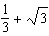 1/3 + √3